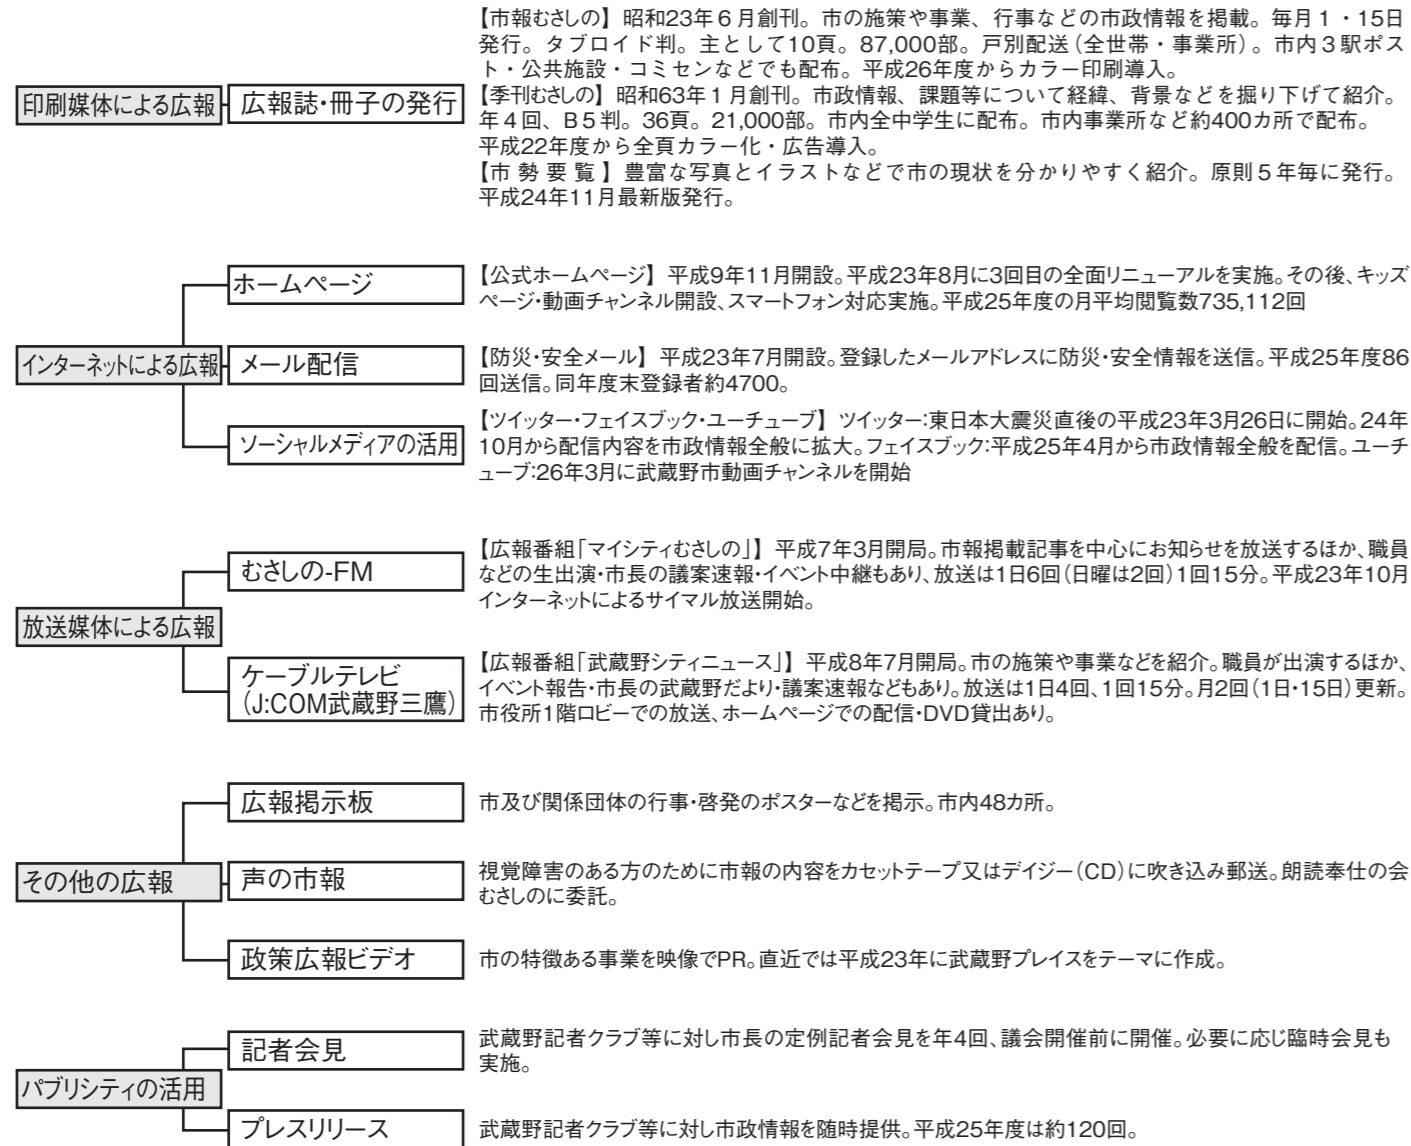 【市報むさしの】 昭和23年６月創刊。市の施策や事業、行事などの市政情報を掲載。毎月１・15日
発行。タブロイド判。主として10頁。87,000部。戸別配送（全世帯・事業所）。市内３駅ポス
ト・公共施設・コミセンなどでも配布。平成26年度からカラー印刷導入。
印刷媒体による広報
広報誌・冊子の発行
【季刊むさしの】 昭和63年１月創刊。市政情報、課題等について経緯、背景などを掘り下げて紹介。
年４回、Ｂ５判。36頁。21,000部。市内全中学生に配布。市内事業所など約400カ所で配布。
平成22年度から全頁カラー化・広告導入。
【市 勢 要 覧 】 豊富な写真とイラストなどで市の現状を分かりやすく紹介。原則５年毎に発行。
平成24年11月最新版発行。
ホームページ
【公式ホームページ】 平成9年11月開設。平成23年8月に3回目の全面リニューアルを実施。その後、キッズ
ページ・動画チャンネル開設、スマートフォン対応実施。平成25年度の月平均閲覧数735,112回
インターネットによる広報
メール配信
【防災・安全メール】 平成23年7月開設。登録したメールアドレスに防災・安全情報を送信。平成25年度86
回送信。同年度末登録者約4700。
ソーシャルメディアの活用
【ツイッター・フェイスブック・ユーチューブ】 ツイッター：東日本大震災直後の平成23年3月26日に開始。24年
10月から配信内容を市政情報全般に拡大。フェイスブック：平成25年4月から市政情報全般を配信。ユーチ
ューブ：26年3月に武蔵野市動画チャンネルを開始
むさしの-FM
【広報番組「マイシティむさしの」】 平成7年3月開局。市報掲載記事を中心にお知らせを放送するほか、職員
などの生出演・市長の議案速報・イベント中継もあり、放送は1日6回（日曜は2回）1回15分。平成23年10月
インターネットによるサイマル放送開始。
放送媒体による広報
ケーブルテレビ
（J:COM武蔵野三鷹）
【広報番組「武蔵野シティニュース」】 平成8年7月開局。市の施策や事業などを紹介。職員が出演するほか、
イベント報告・市長の武蔵野だより・議案速報などもあり。放送は1日4回、1回15分。月2回（1日・15日）更新。
市役所1階ロビーでの放送、ホームページでの配信・DVD貸出あり。
広報掲示板
市及び関係団体の行事・啓発のポスターなどを掲示。市内48カ所。
その他の広報
声の市報
視覚障害のある方のために市報の内容をカセットテープ又はデイジー（CD）に吹き込み郵送。朗読奉仕の会
むさしのに委託。
政策広報ビデオ
市の特徴ある事業を映像でPR。直近では平成23年に武蔵野プレイスをテーマに作成。
記者会見
武蔵野記者クラブ等に対し市長の定例記者会見を年4回、議会開催前に開催。必要に応じ臨時会見も
実施。
パブリシティの活用
プレスリリース
武蔵野記者クラブ等に対し市政情報を随時提供。平成25年度は約120回。